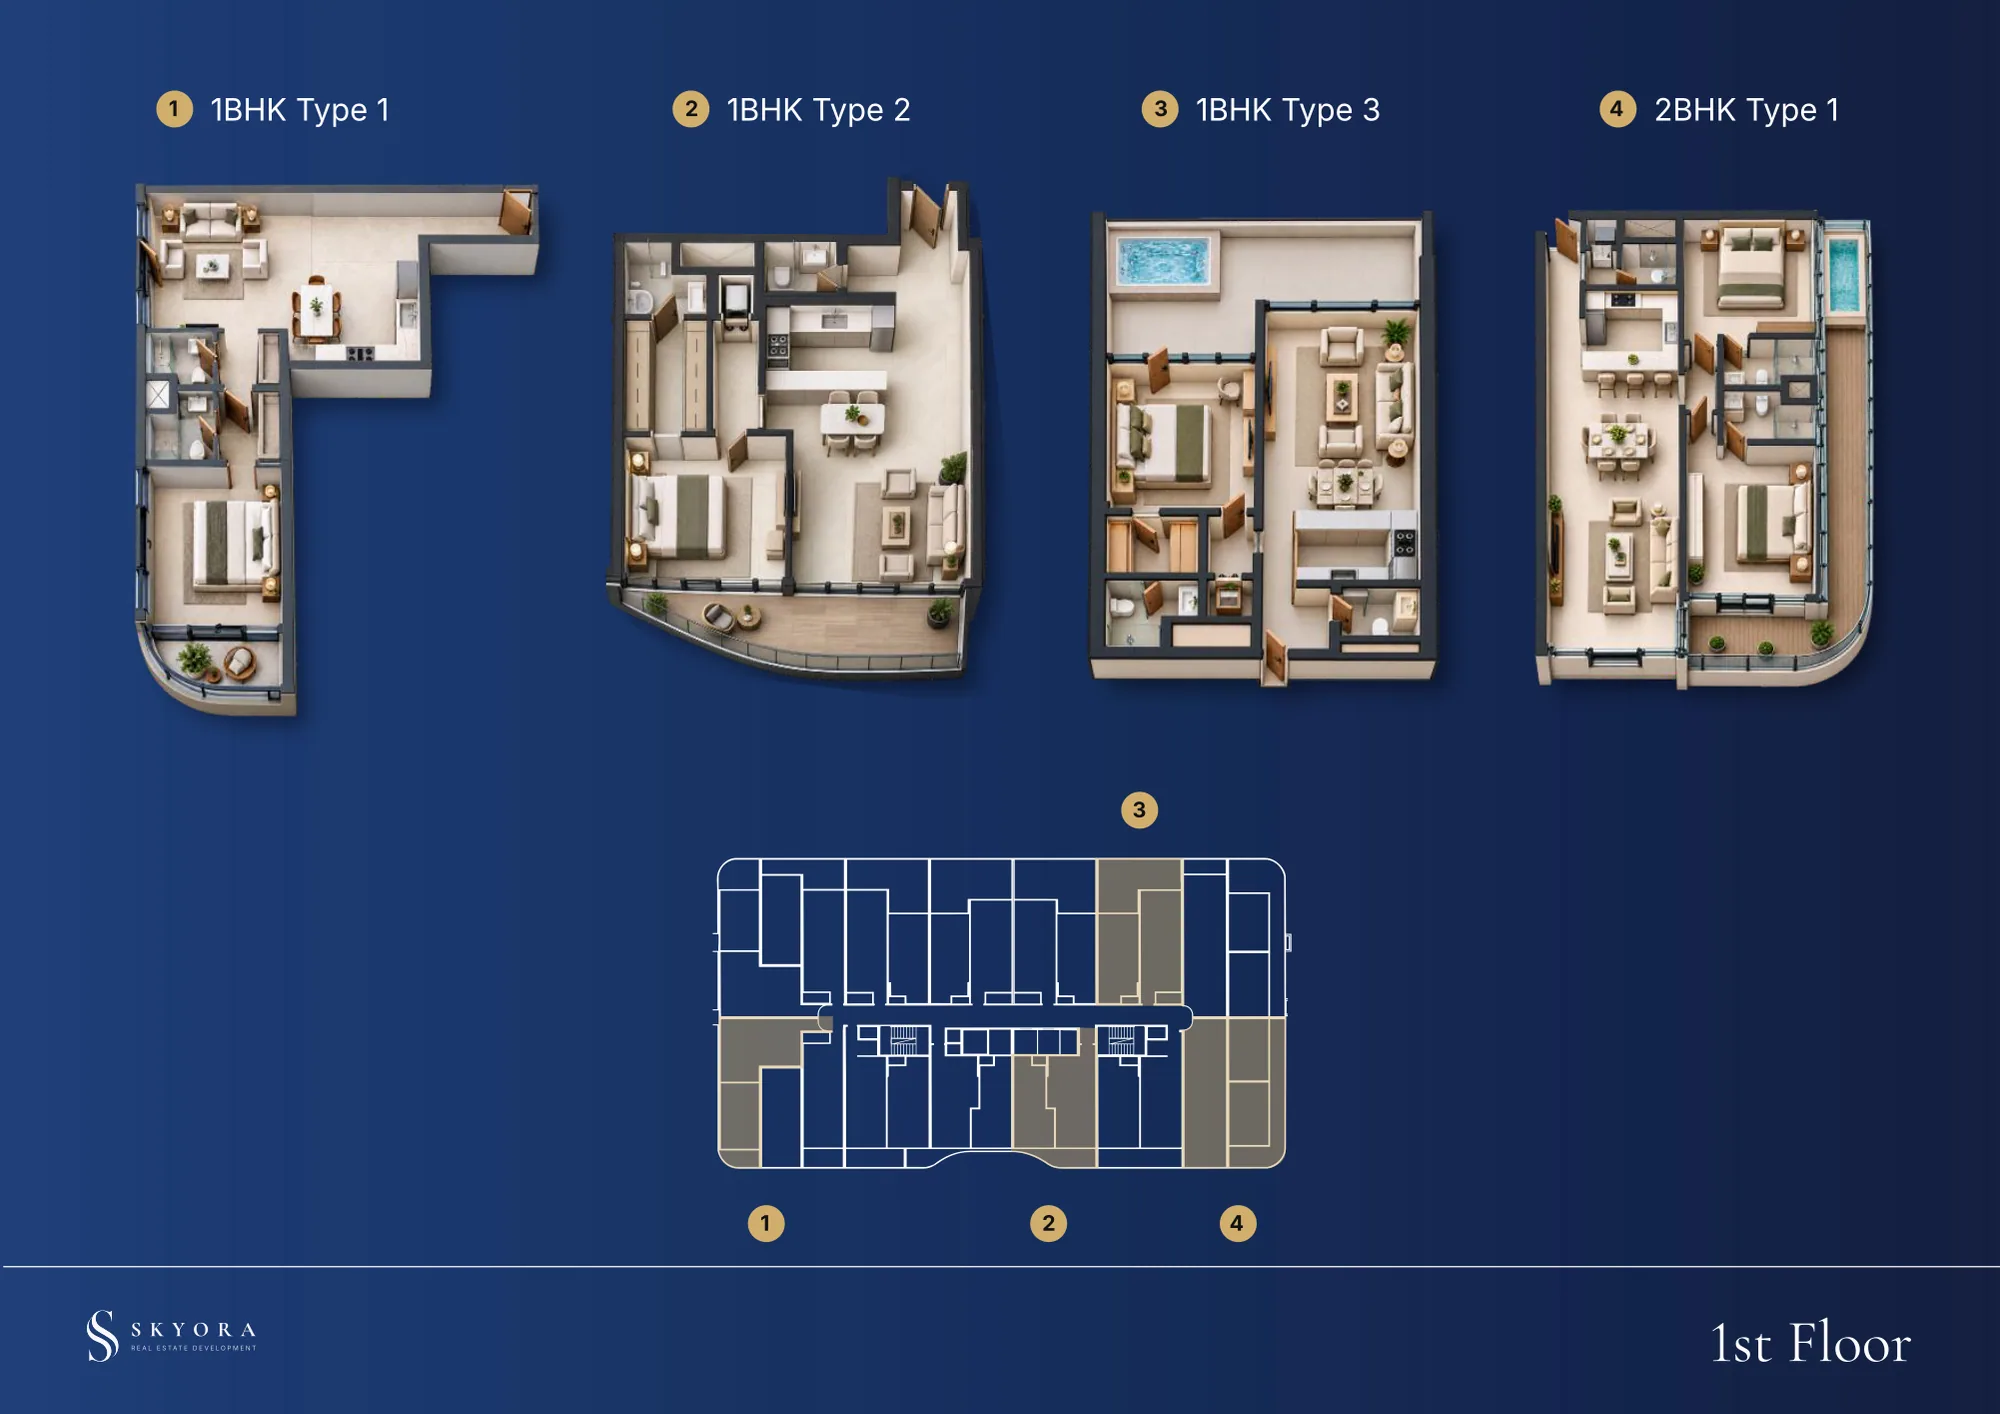 1 1BHK Type 1
2 1BHK Type 2
3 1BHK Type 3
4 2BHK Type 1
3
1
2
4
SKYORA
REAL ESTATE DEVELOPMENT
1st Floor